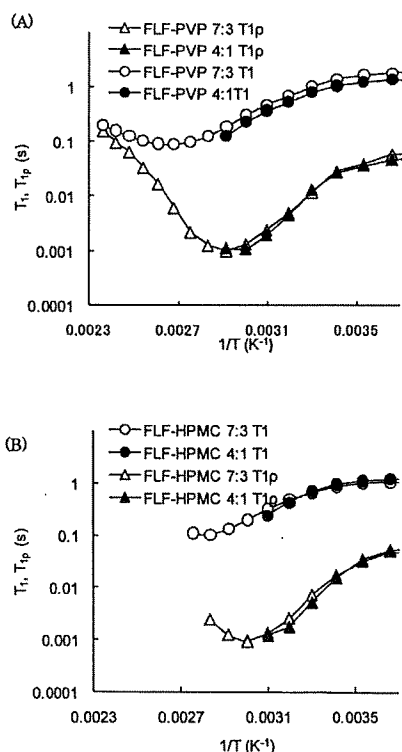 (A)
FLF-PVP 7:3 T1ρ
FLF-PVP 4:1 T1ρ
FLF-PVP 7:3 T1
FLF-PVP 4:1T1
T1, T1ρ (s)
1
0.1
0.01
0.001
0.0001
0.0023 0.0027 0.0031 0.0035
1/T (K-1)
(B)
FLF-HPMC 7:3 T1
FLF-HPMC 4:1 T1
FLF-HPMC 7:3 T1ρ
FLF-HPMC 4:1 T1ρ
T1, T1ρ (s)
1
0.1
0.01
0.001
0.0001
0.0023 0.0027 0.0031 0.0035
1/T (K-1)